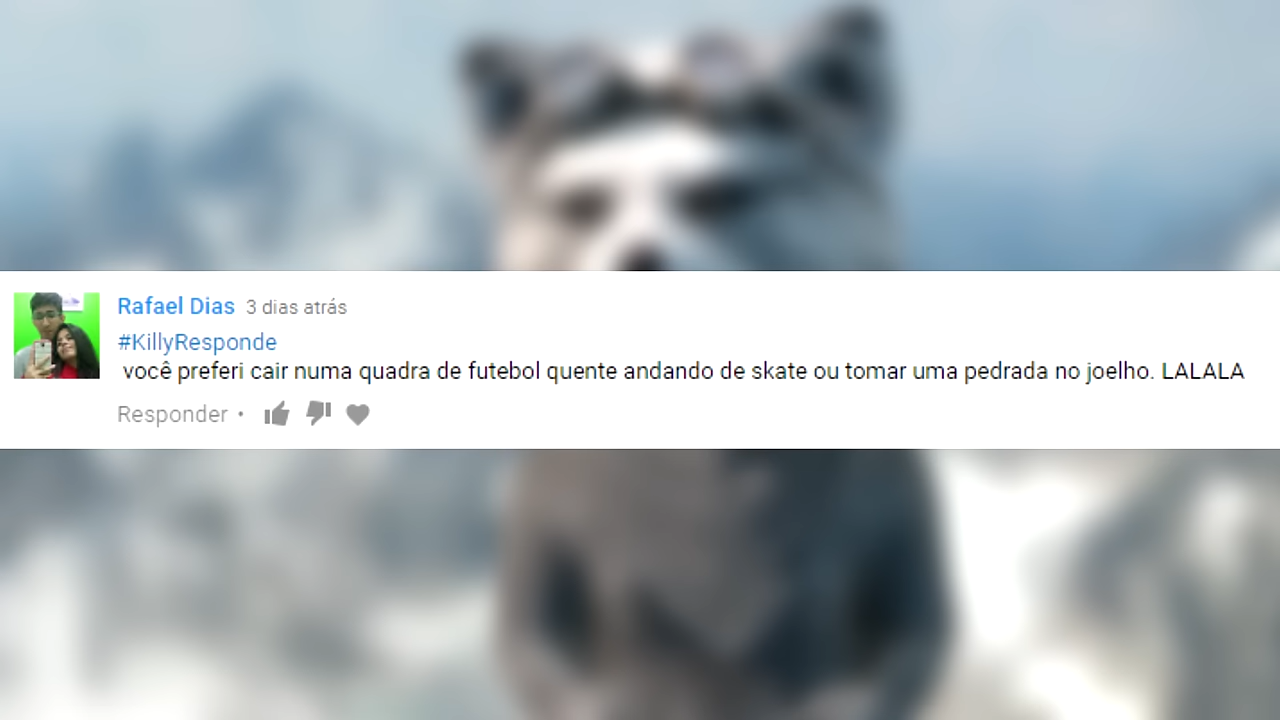 Rafael Dias 3 dias atrás
#KillyResponde
você preferi cair numa quadra de futebol quente andando de skate ou tomar uma pedrada no joelho. LALALA
Responder •